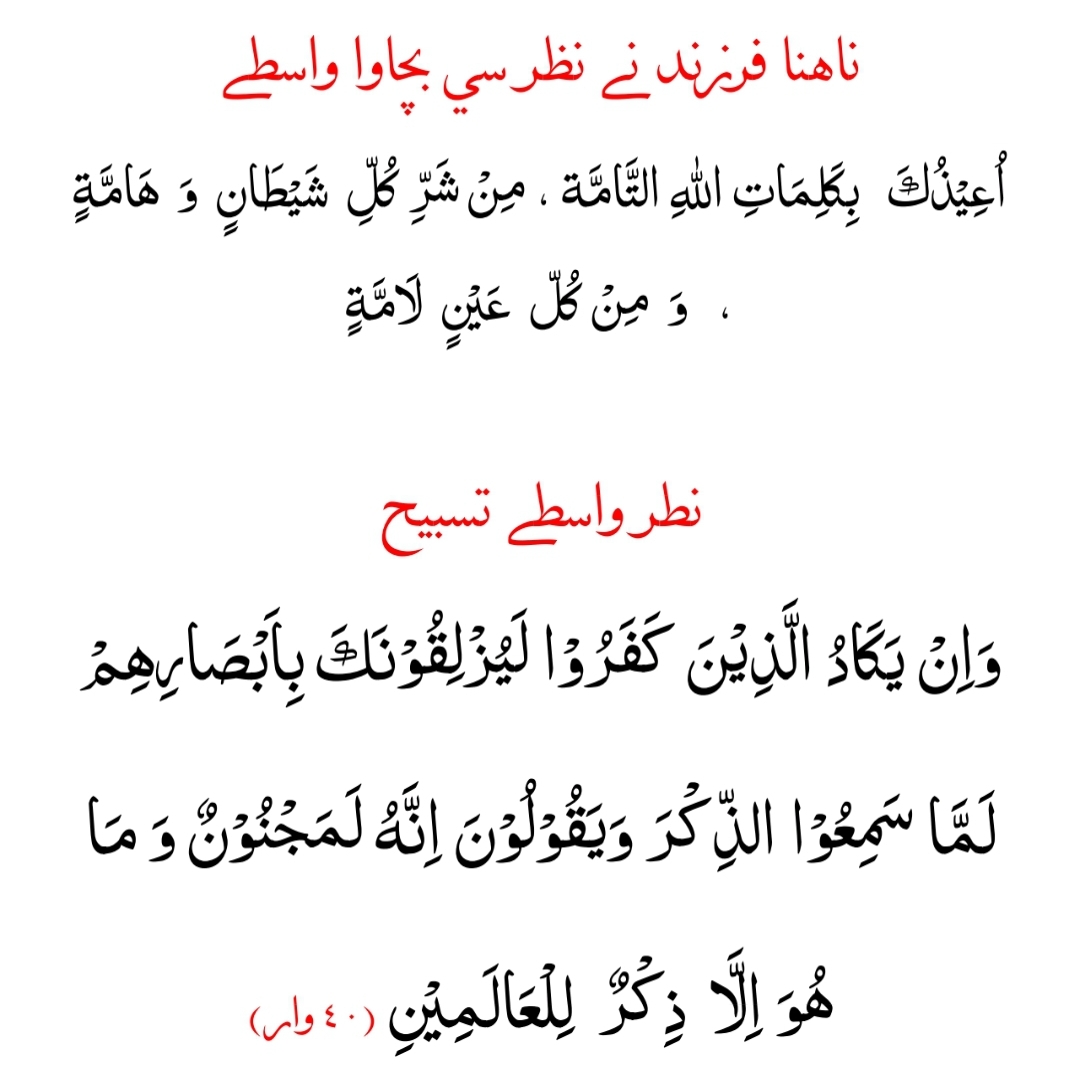 ناهنا فرزند نے نظر سي بچاوا واسطے
اُعِيْذُكَ بِكَلِمَاتِ اللهِ التَّامَّة ، مِنْ شَرِّ كُلِّ شَيْطَانٍ وَ هَامَّةٍ
، وَ مِنْ كُلّ عَيْنٍ لَامَّةٍ
نطر واسطے تسبيح
وَاِنْ يَكَادُ الَّذِيْنَ كَفَرُوْا لَيُزْلِقُوْنَكَ بِاَبْصَارِهِمْ
لَمَّا سَمِعُوْا الذِّكْرَ وَيَقُوْلُوْنَ اِنَّهُ لَمَجْنُوْنٌ وَ مَا
هُوَ اِلَّا ذِكْرٌ لِلْعَالَمِيْنِ (٤٠ وار)